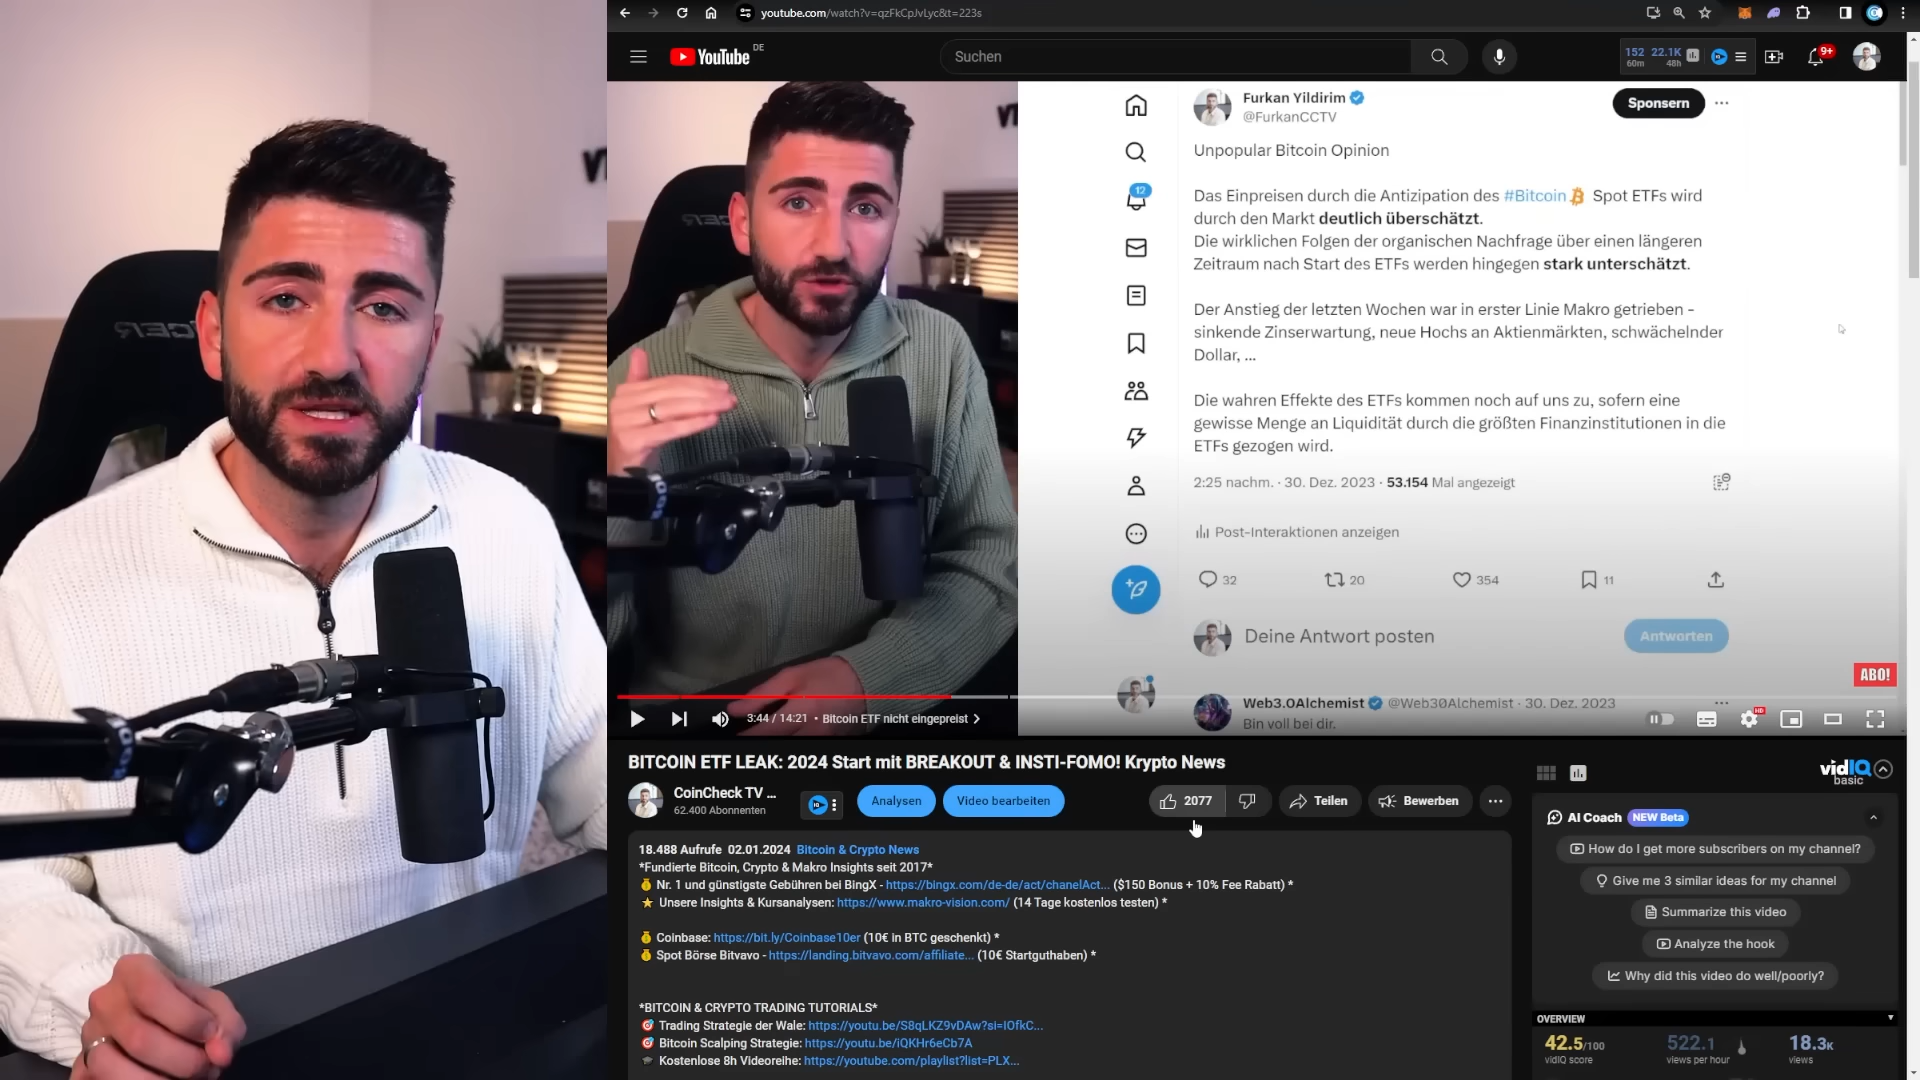 youtube.com/watch?v=qzFkCpJvLyc&t=223s
YouTube DE
Suchen
152 22.1K
60m 48h
9+
Furkan Yildirim
@FurkanCCTV
Sponsern
Unpopular Bitcoin Opinion
12
Das Einpreisen durch die Antizipation des #Bitcoin Spot ETFs wird
durch den Markt deutlich überschätzt.
Die wirklichen Folgen der organischen Nachfrage über einen längeren
Zeitraum nach Start des ETFs werden hingegen stark unterschätzt.
Der Anstieg der letzten Wochen war in erster Linie Makro getrieben -
sinkende Zinserwartung, neue Hochs an Aktienmärkten, schwächelnder
Dollar, ...
Die wahren Effekte des ETFs kommen noch auf uns zu, sofern eine
gewisse Menge an Liquidität durch die größten Finanzinstitutionen in die
ETFs gezogen wird.
2:25 nachm. · 30. Dez. 2023 · 53.154 Mal angezeigt
Post-Interaktionen anzeigen
32 20 354 11
Deine Antwort posten
Antworten
ABO!
Web3.0Alchemist @Web30Alchemist · 30. Dez. 2023
Bin voll bei dir.
3:44 / 14:21 • Bitcoin ETF nicht eingepreist
HD
BITCOIN ETF LEAK: 2024 Start mit BREAKOUT & INSTI-FOMO! Krypto News
CoinCheck TV ...
62.400 Abonnenten
Analysen
Video bearbeiten
2077
Teilen
Bewerben
18.488 Aufrufe 02.01.2024 Bitcoin & Crypto News
*Fundierte Bitcoin, Crypto & Makro Insights seit 2017*
Nr. 1 und günstigste Gebühren bei BingX - https://bingx.com/de-de/act/chanelAct... ($150 Bonus + 10% Fee Rabatt) *
Unsere Insights & Kursanalysen: https://www.makro-vision.com/ (14 Tage kostenlos testen) *
Coinbase: https://bit.ly/Coinbase10er (10€ in BTC geschenkt) *
Spot Börse Bitvavo - https://landing.bitvavo.com/affiliate... (10€ Startguthaben) *
*BITCOIN & CRYPTO TRADING TUTORIALS*
Trading Strategie der Wale: https://youtu.be/S8qLKZ9vDAw?si=IOfkC...
Bitcoin Scalping Strategie: https://youtu.be/iQKHr6eCb7A
Kostenlose 8h Videoreihe: https://youtube.com/playlist?list=PLX...
vidIQ
basic
AI Coach NEW Beta
How do I get more subscribers on my channel?
Give me 3 similar ideas for my channel
Summarize this video
Analyze the hook
Why did this video do well/poorly?
OVERVIEW
42.5/100 522.1 18.3K
vidIQ score views per hour views